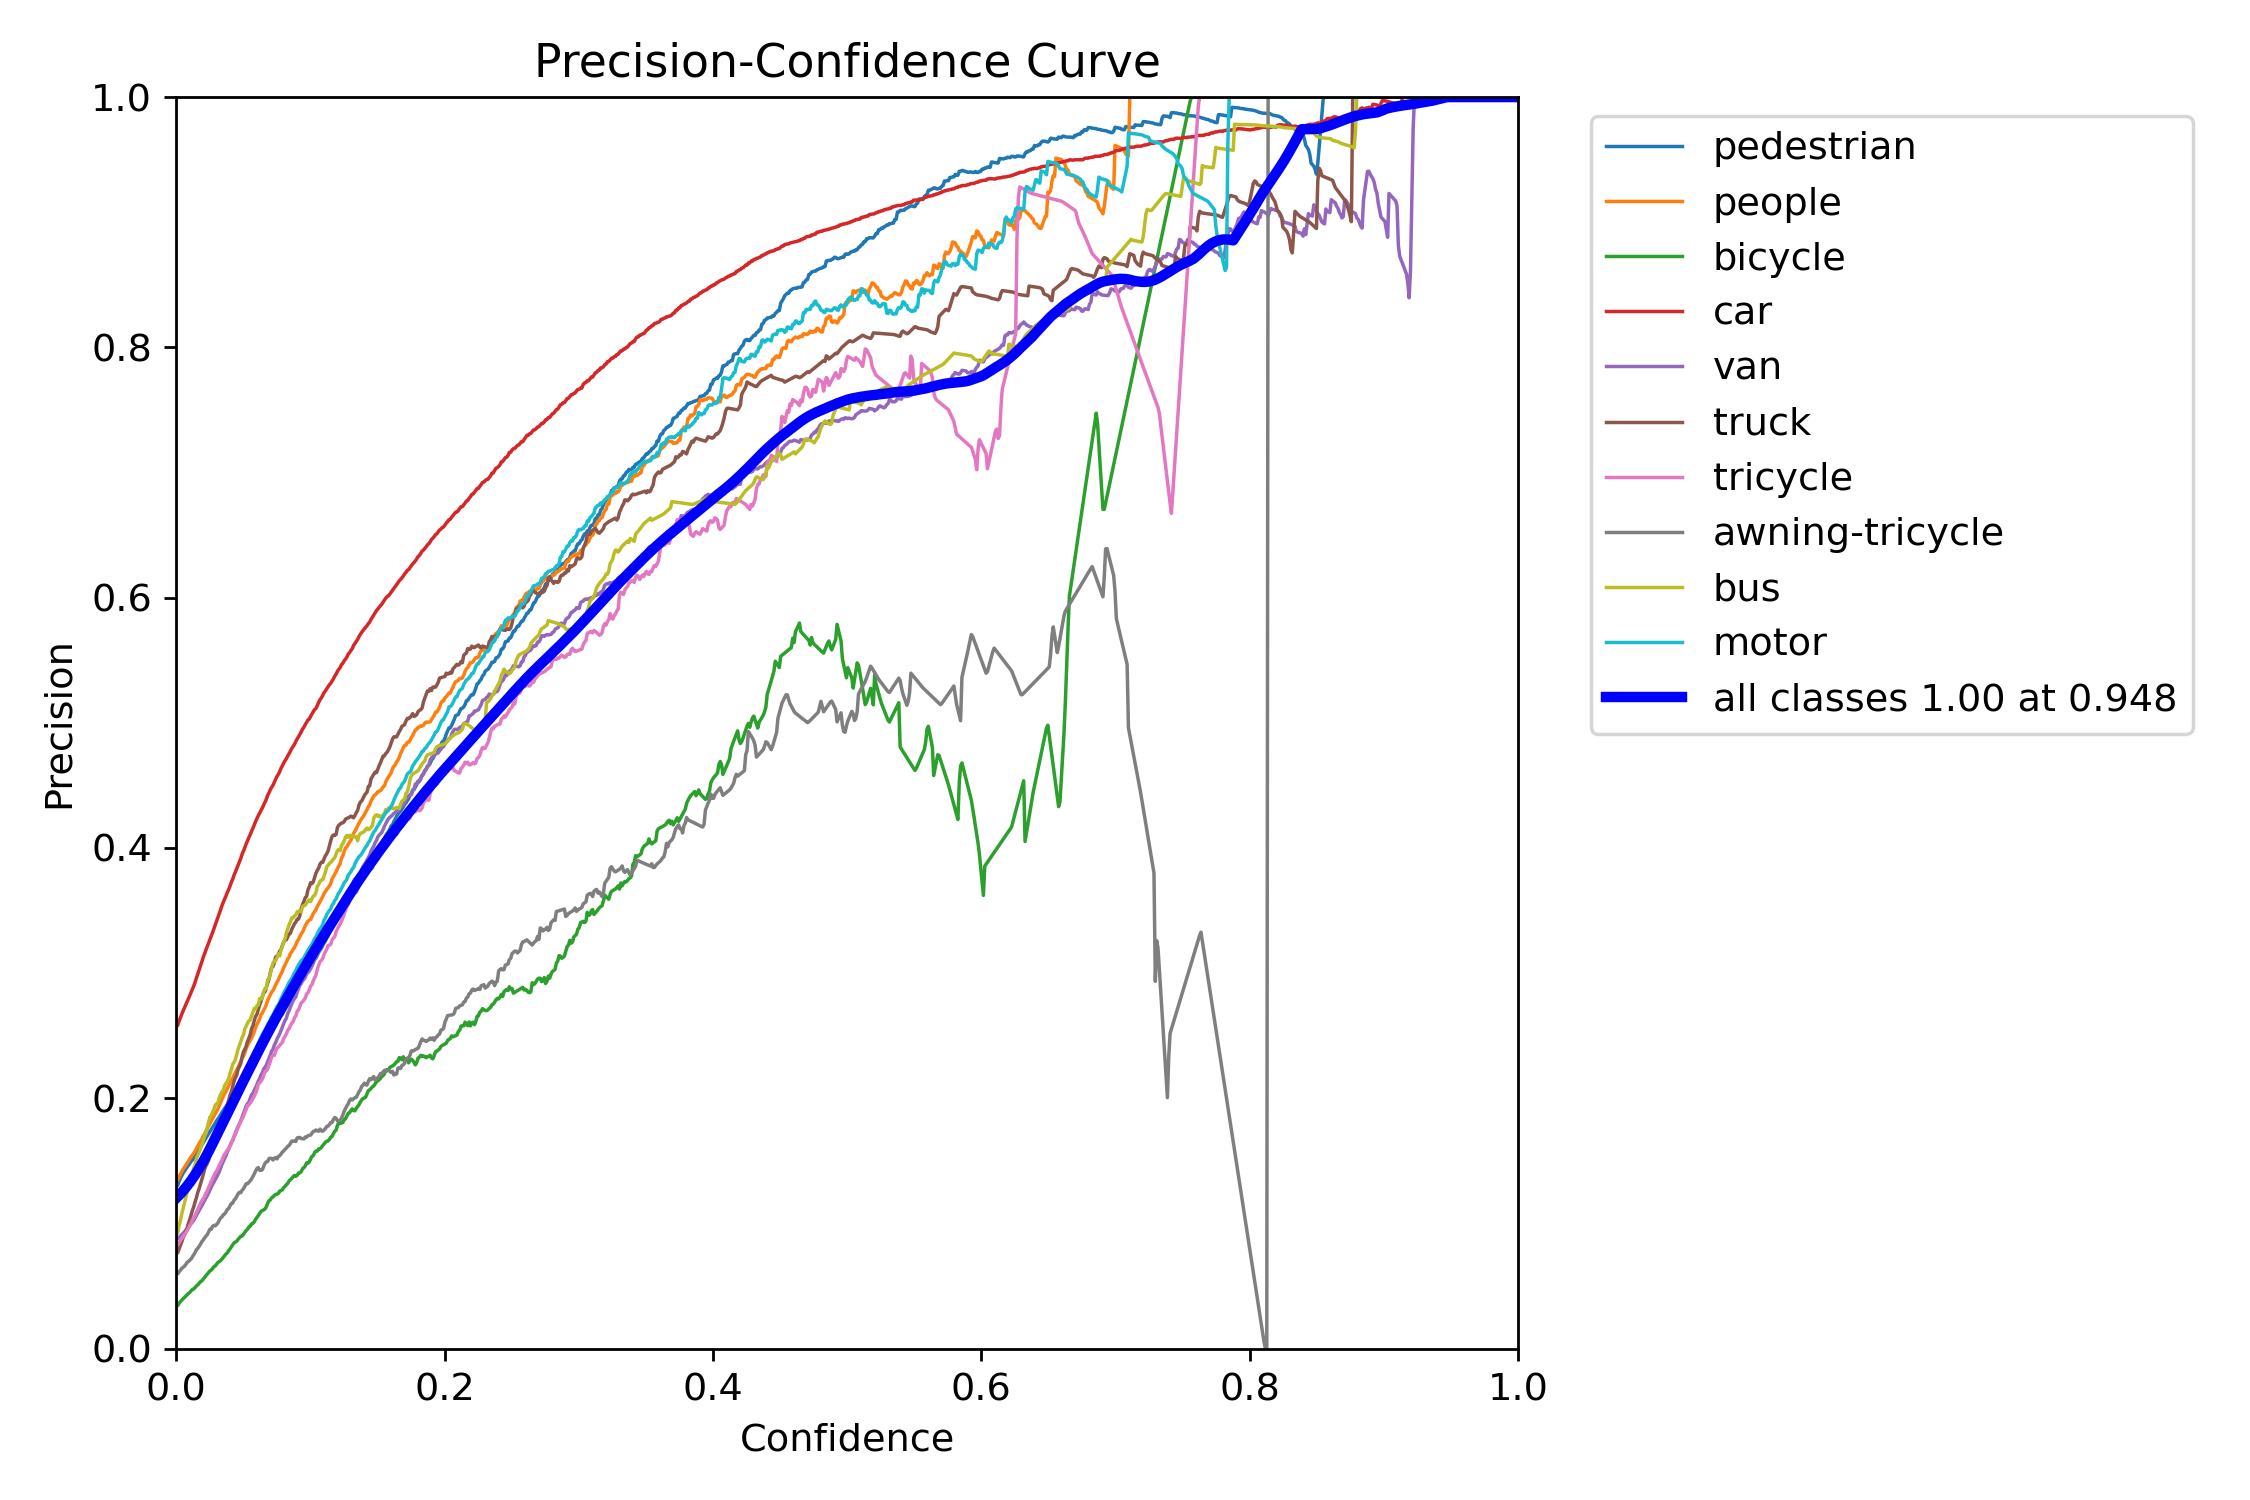 Precision-Confidence Curve
1.0
0.8
0.6
0.4
0.2
0.0
Precision
0.0 0.2 0.4 0.6 0.8 1.0
Confidence
pedestrian
people
bicycle
car
van
truck
tricycle
awning-tricycle
bus
motor
all classes 1.00 at 0.948